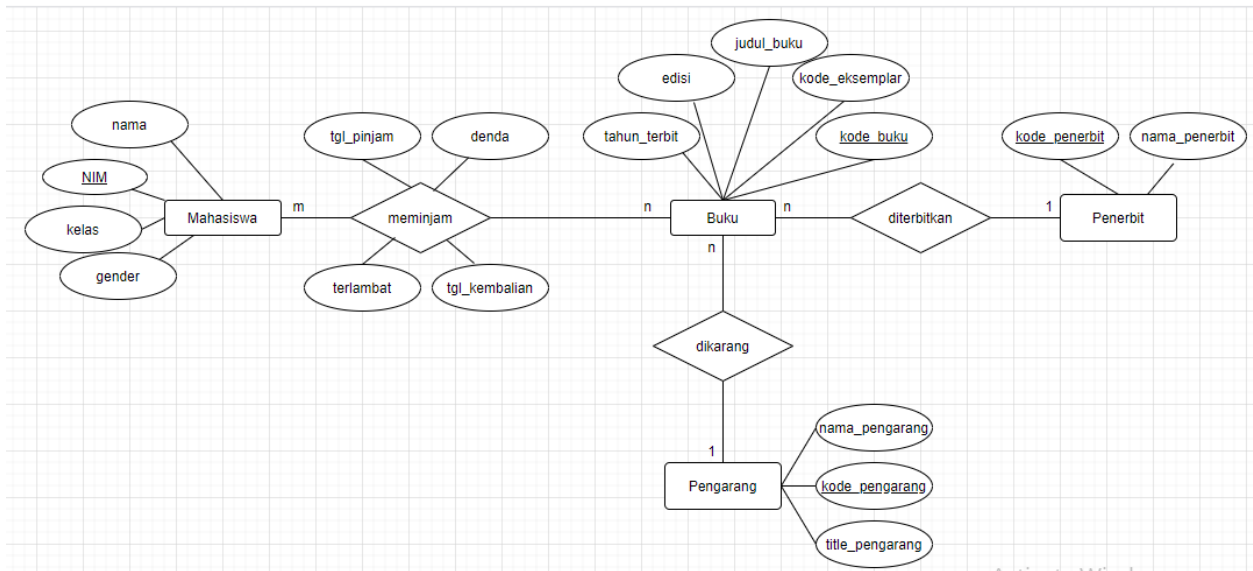 judul_buku
edisi
kode_eksemplar
nama
tgl_pinjam
denda
tahun_terbit
kode_buku
kode_penerbit
nama_penerbit
NIM
Mahasiswa
m
meminjam
n
Buku
n
diterbitkan
1
Penerbit
kelas
gender
terlambat
tgl_kembalian
n
dikarang
1
nama_pengarang
Pengarang
kode_pengarang
title_pengarang